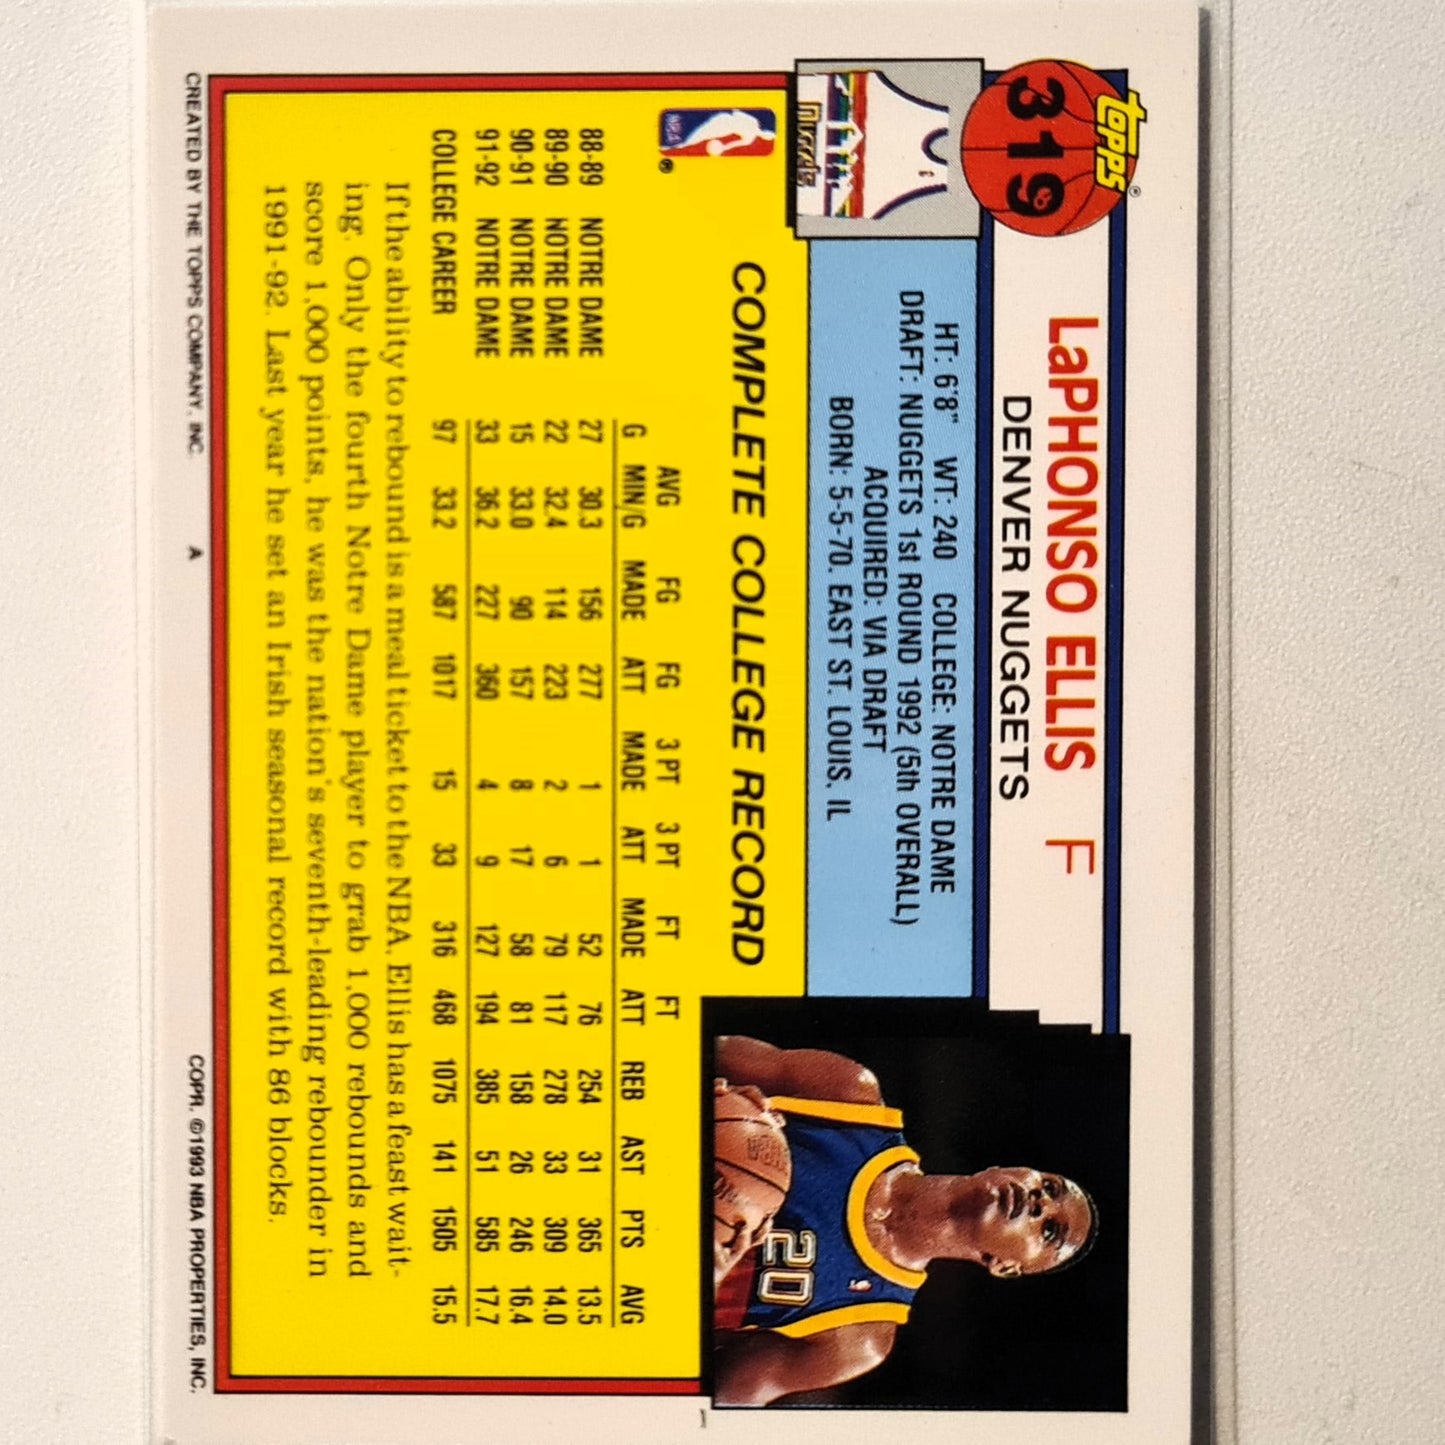 topps®
319
LaPHONSO ELLIS F
DENVER NUGGETS
Nuggets
HT: 6'8" WT: 240 COLLEGE: NOTRE DAME
DRAFT: NUGGETS 1st ROUND 1992 (5th OVERALL)
ACQUIRED: VIA DRAFT
BORN: 5-5-70, EAST ST. LOUIS, IL
20
NBA ®
COMPLETE COLLEGE RECORD
AVG FG FG 3 PT 3 PT FT FT
G MIN/G MADE ATT MADE ATT MADE ATT REB AST PTS AVG
88-89 NOTRE DAME 27 30.3 156 277 1 1 52 76 254 31 365 13.5
89-90 NOTRE DAME 22 32.4 114 223 2 6 79 117 278 33 309 14.0
90-91 NOTRE DAME 15 33.0 90 157 8 17 58 81 158 26 246 16.4
91-92 NOTRE DAME 33 36.2 227 360 4 9 127 194 385 51 585 17.7
COLLEGE CAREER 97 33.2 587 1017 15 33 316 468 1075 141 1505 15.5
If the ability to rebound is a meal ticket to the NBA, Ellis has a feast wait-
ing. Only the fourth Notre Dame player to grab 1,000 rebounds and
score 1,000 points, he was the nation's seventh-leading rebounder in
1991-92. Last year he set an Irish seasonal record with 86 blocks.
CREATED BY THE TOPPS COMPANY, INC. A COPR. ©1993 NBA PROPERTIES, INC.